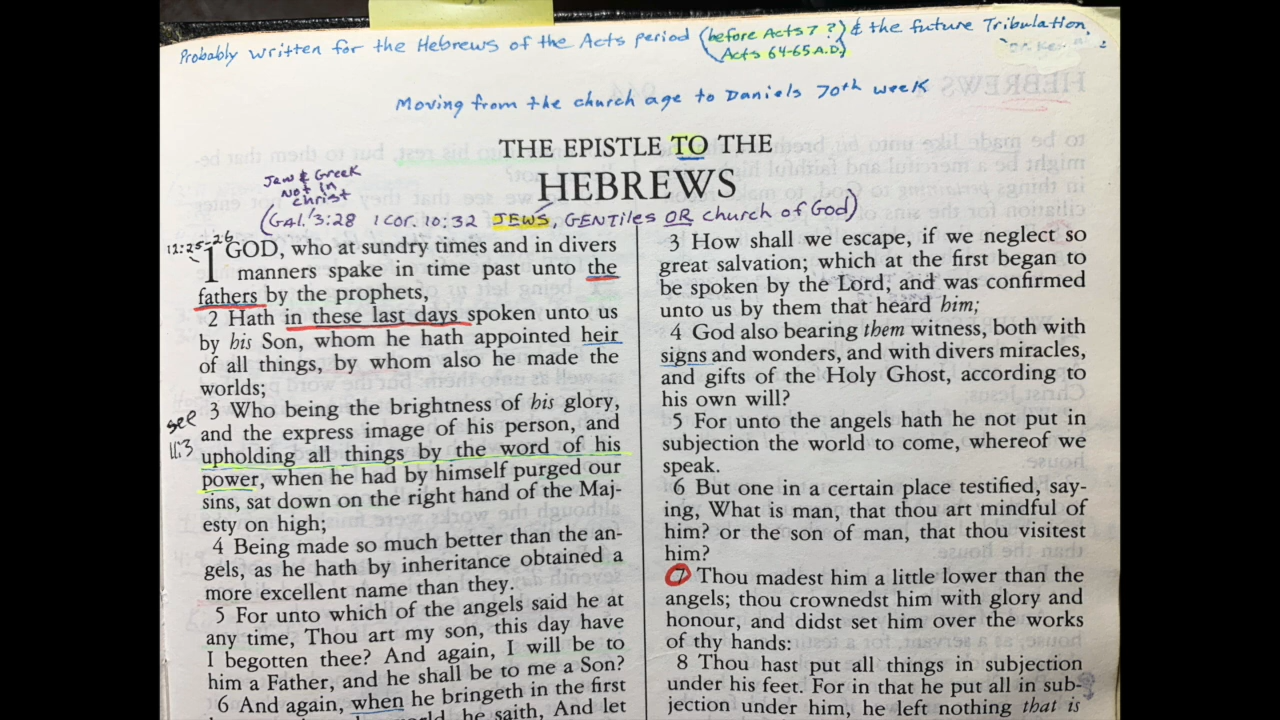 Probably written for the Hebrews of the Acts period (before Acts 7 ?) & the future Tribulation.
Acts 64-65 A.D.)
Moving from the church age to Daniels 70th week
THE EPISTLE TO THE
HEBREWS
Jew & Greek
Not in
Christ
(GAL. 3:28 1 COR. 10:32 JEWS, GENTiles OR church of God)
12:25-26
1 GOD, who at sundry times and in divers
manners spake in time past unto the
fathers by the prophets,
2 Hath in these last days spoken unto us
by his Son, whom he hath appointed heir
of all things, by whom also he made the
worlds;
see
11:3
3 Who being the brightness of his glory,
and the express image of his person, and
upholding all things by the word of his
power, when he had by himself purged our
sins, sat down on the right hand of the Maj-
esty on high;
4 Being made so much better than the an-
gels, as he hath by inheritance obtained a
more excellent name than they.
5 For unto which of the angels said he at
any time, Thou art my son, this day have
I begotten thee? And again, I will be to
him a Father, and he shall be to me a Son?
6 And again, when he bringeth in the first
he saith, And let
3 How shall we escape, if we neglect so
great salvation; which at the first began to
be spoken by the Lord, and was confirmed
unto us by them that heard him;
4 God also bearing them witness, both with
signs and wonders, and with divers miracles,
and gifts of the Holy Ghost, according to
his own will?
5 For unto the angels hath he not put in
subjection the world to come, whereof we
speak.
6 But one in a certain place testified, say-
ing, What is man, that thou art mindful of
him? or the son of man, that thou visitest
him?
7 Thou madest him a little lower than the
angels; thou crownedst him with glory and
honour, and didst set him over the works
of thy hands:
8 Thou hast put all things in subjection
under his feet. For in that he put all in sub-
jection under him, he left nothing that is